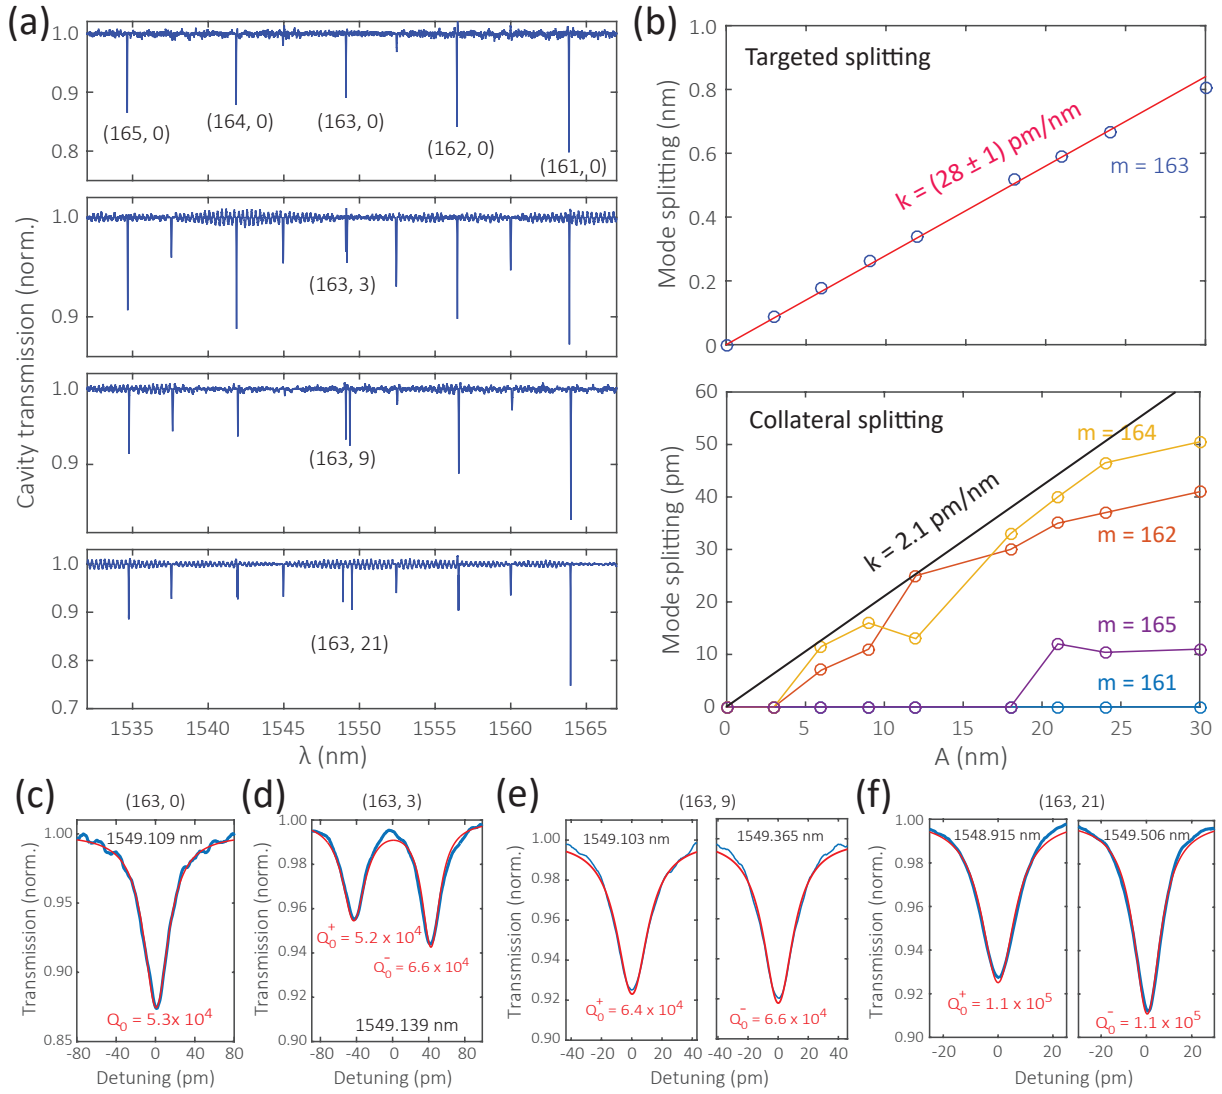 (a)
Cavity transmission (norm.)
1.0
0.9
0.8
(165, 0)
(164, 0)
(163, 0)
(162, 0)
(161, 0)
1.0
0.9
(163, 3)
1.0
0.9
(163, 9)
1.0
0.9
0.8
0.7
(163, 21)
1535
1540
1545
1550
1555
1560
1565
λ (nm)
(b)
Mode splitting (nm)
1.0
0.8
0.6
0.4
0.2
0
Targeted splitting
k = (28 ± 1) pm/nm
m = 163
Mode splitting (pm)
60
50
40
30
20
10
0
Collateral splitting
k = 2.1 pm/nm
m = 164
m = 162
m = 165
m = 161
0
5
10
15
20
25
30
A (nm)
(c)
(163, 0)
Transmission (norm.)
1.00
0.95
0.90
0.85
1549.109 nm
Q0 = 5.3x 10^4
-80
-40
0
40
80
Detuning (pm)
(d)
(163, 3)
Transmission (norm.)
1.00
0.98
0.96
0.94
0.92
0.90
Q0+ = 5.2 x 10^4
Q0- = 6.6 x 10^4
1549.139 nm
-80
-40
0
40
80
Detuning (pm)
(e)
(163, 9)
Transmission (norm.)
1.00
0.98
0.96
0.94
0.92
0.90
1549.103 nm
Q0+ = 6.4 x 10^4
-40
-20
0
20
40
1549.365 nm
Q0- = 6.6 x 10^4
-40
-20
0
20
40
Detuning (pm)
(f)
(163, 21)
Transmission (norm.)
1.00
0.98
0.96
0.94
0.92
0.90
1548.915 nm
Q0+ = 1.1 x 10^5
-20
0
20
1549.506 nm
Q0- = 1.1 x 10^5
-20
0
20
Detuning (pm)